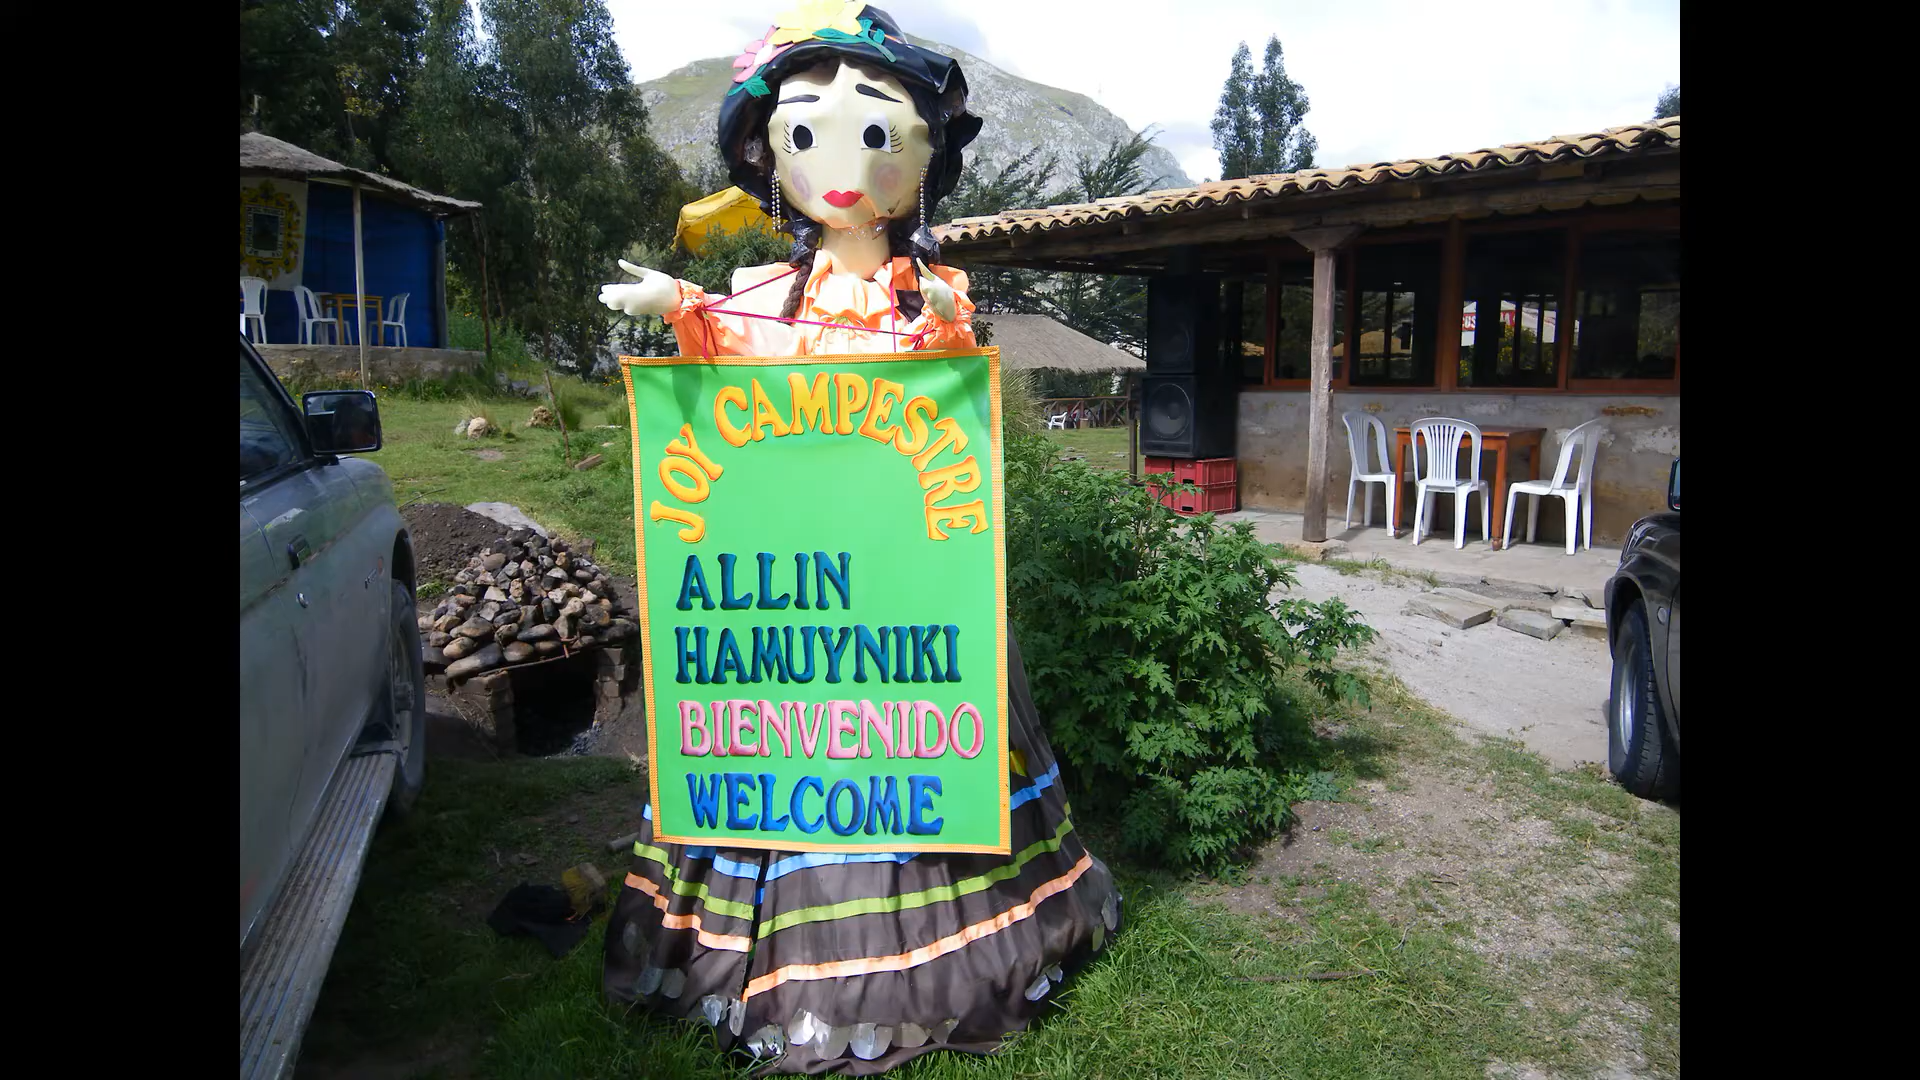 JOY CAMPESTRE
ALLIN
HAMUYNIKI
BIENVENIDO
WELCOME